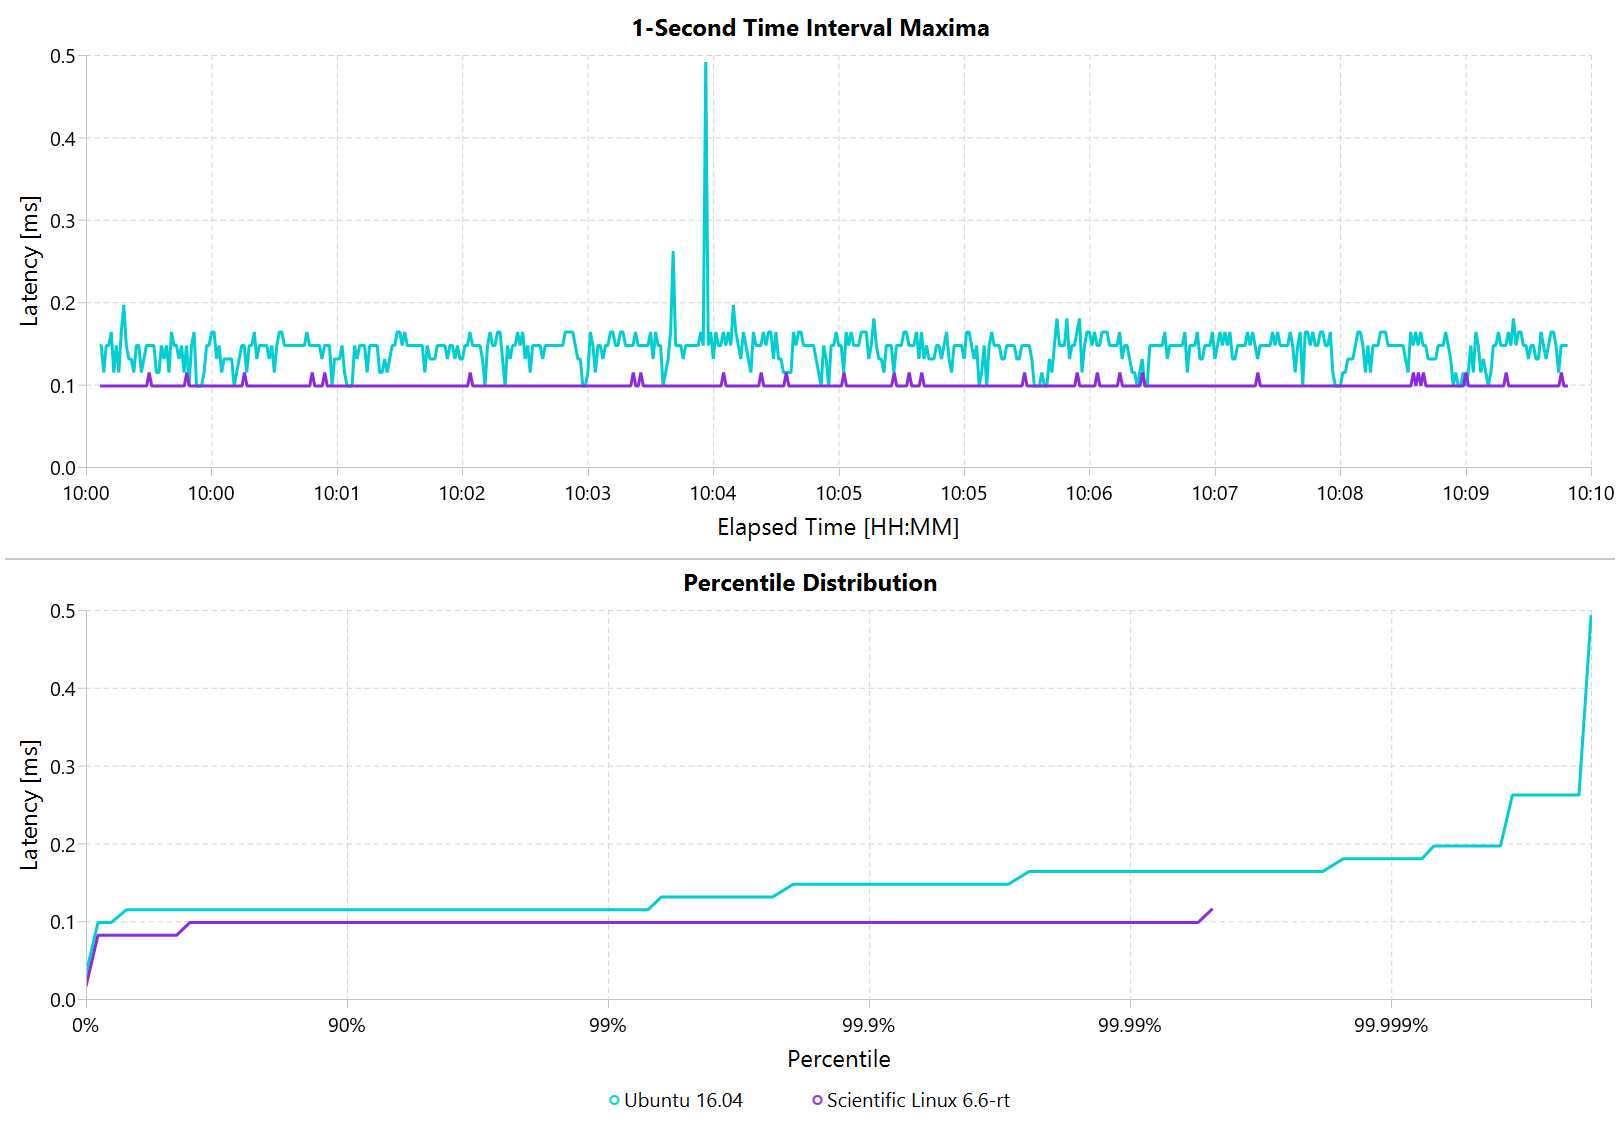 1-Second Time Interval Maxima
0.5
0.4
0.3
0.2
0.1
0.0
Latency [ms]
10:00 10:00 10:01 10:02 10:03 10:04 10:05 10:05 10:06 10:07 10:08 10:09 10:10
Elapsed Time [HH:MM]
Percentile Distribution
0.5
0.4
0.3
0.2
0.1
0.0
Latency [ms]
0% 90% 99% 99.9% 99.99% 99.999%
Percentile
Ubuntu 16.04 Scientific Linux 6.6-rt